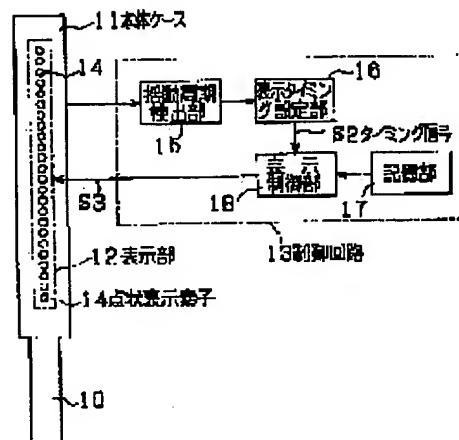 11本体ケース
14
16
揺動周期
検出部
15
表示タイミン
グ設定部
S2タイミング信号
表示
制御部
18
記憶部
17
S3
13制御回路
12表示部
14点状表示素子
10